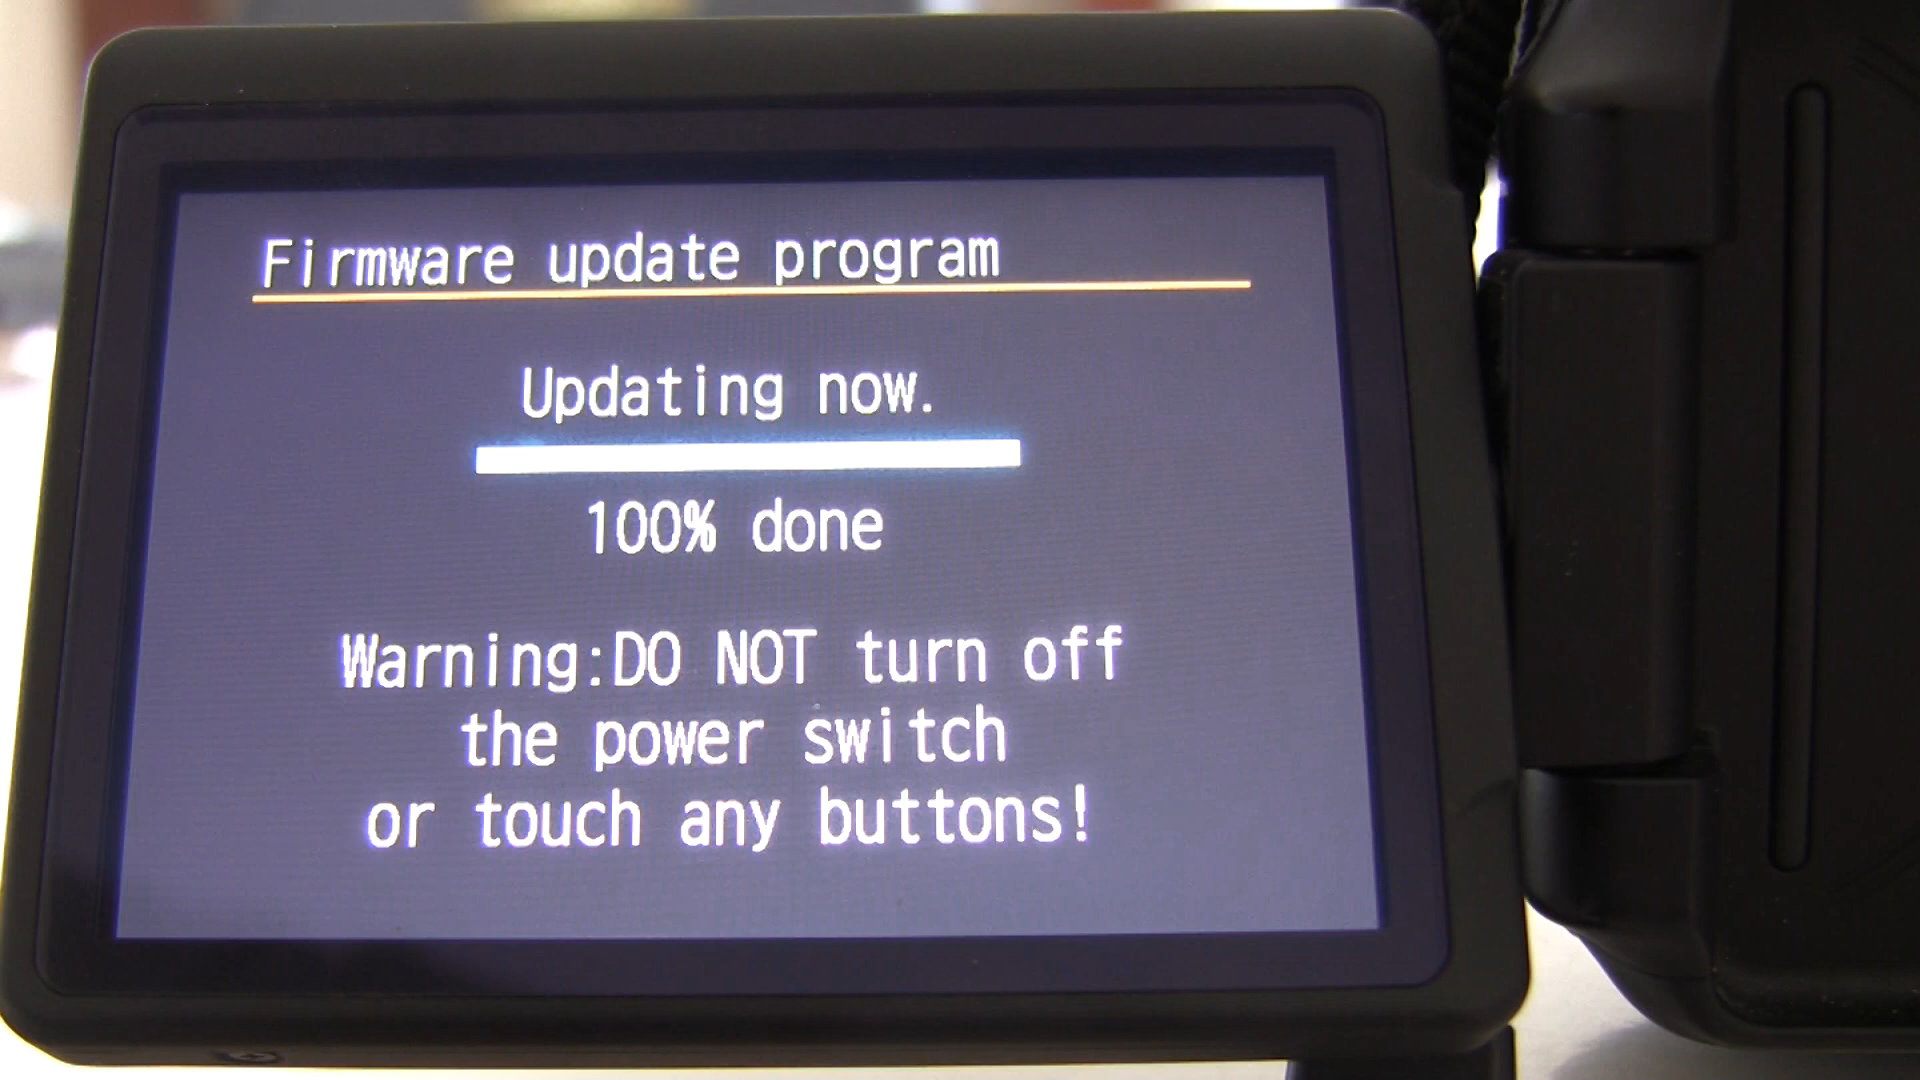 Firmware update program
Updating now.
100% done
Warning:DO NOT turn off
the power switch
or touch any buttons!